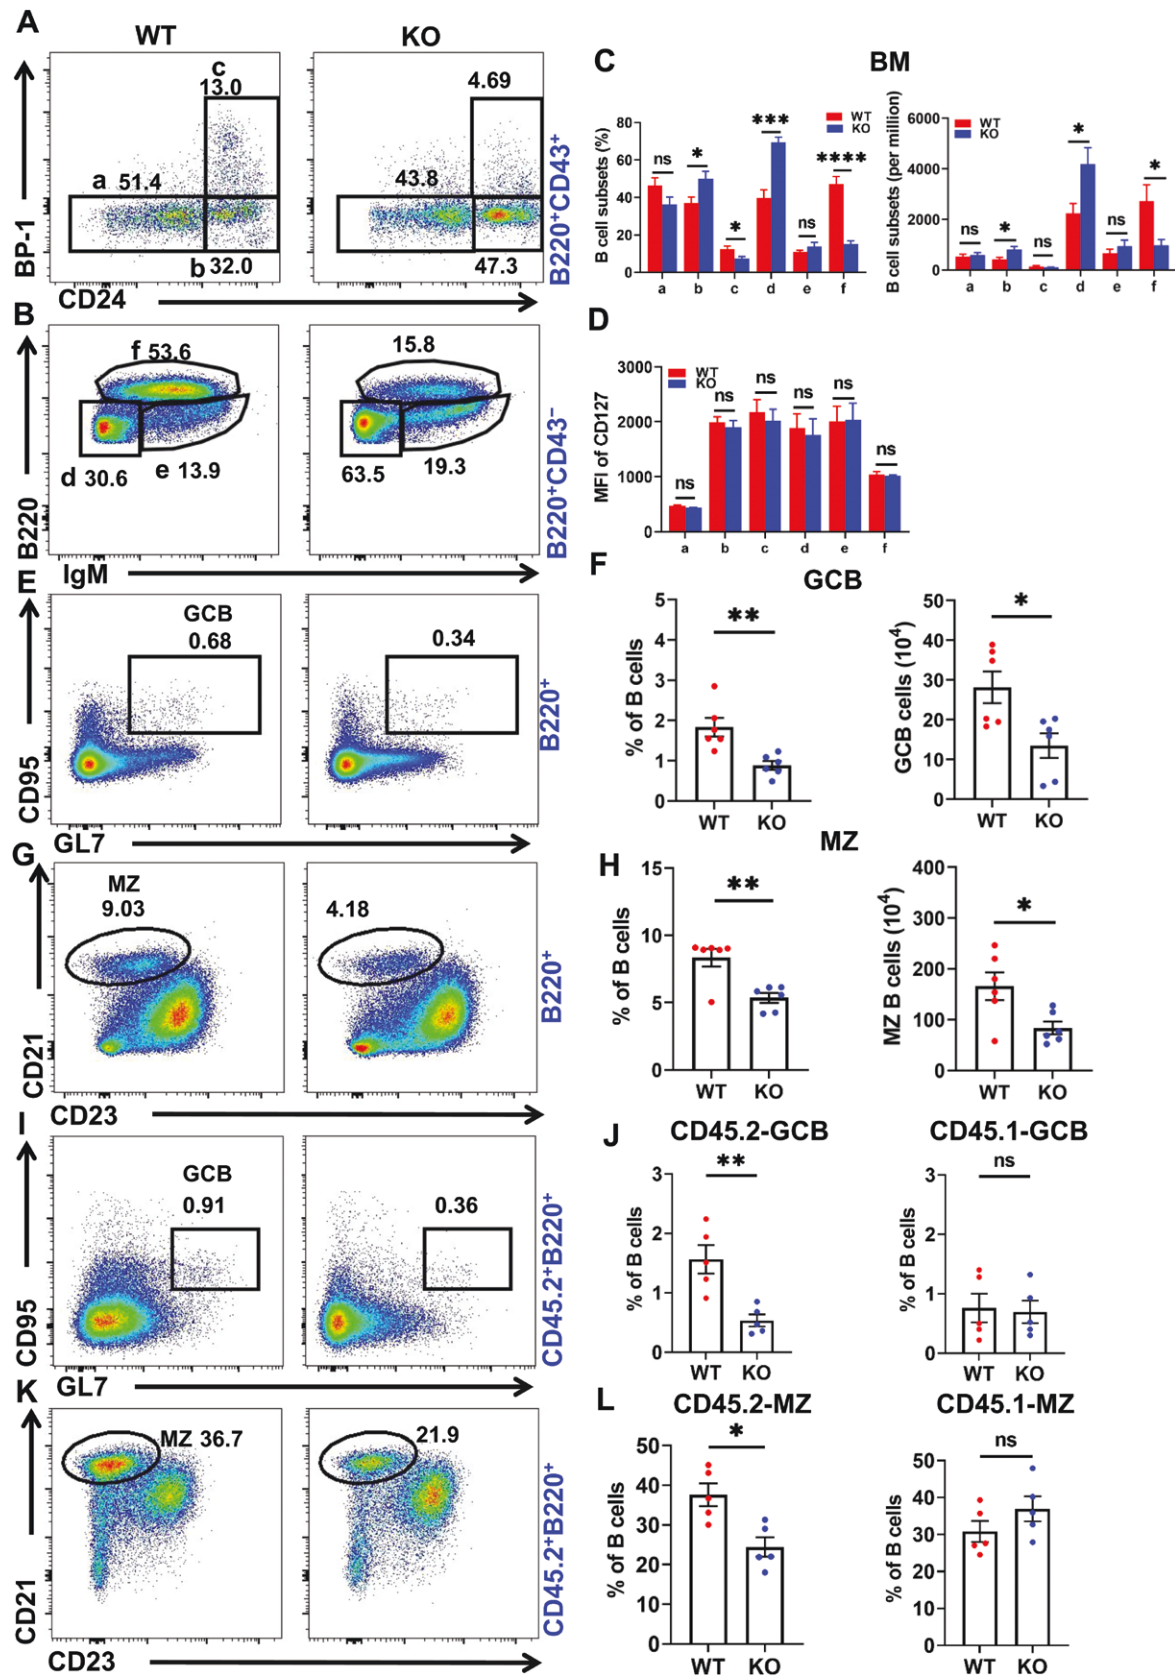 A
WT
KO
c
13.0
4.69
a 51.4
43.8
b 32.0
47.3
BP-1
CD24
B220⁺CD43⁺
B
f 53.6
15.8
d 30.6
e 13.9
63.5
19.3
B220
IgM
B220⁺CD43⁻
C
BM
B cell subsets (%)
80
60
40
20
0
WT
KO
ns
*
*
***
ns
****
a b c d e f
B cell subsets (per million)
6000
4000
2000
0
WT
KO
ns
*
ns
*
ns
*
a b c d e f
D
MFI of CD127
3000
2000
1000
0
WT
KO
ns
ns
ns
ns
ns
ns
a b c d e f
E
GCB
0.68
0.34
CD95
GL7
B220⁺
F
GCB
% of B cells
5
4
3
2
1
0
**
WT KO
GCB cells (10⁴)
50
40
30
20
10
0
*
WT KO
G
MZ
9.03
4.18
CD21
CD23
B220⁺
H
MZ
% of B cells
15
10
5
0
**
WT KO
MZ B cells (10⁴)
400
300
200
100
0
*
WT KO
I
GCB
0.91
0.36
CD95
GL7
CD45.2⁺B220⁺
J
CD45.2-GCB
% of B cells
3
2
1
0
**
WT KO
CD45.1-GCB
% of B cells
3
2
1
0
ns
WT KO
K
MZ 36.7
21.9
CD21
CD23
CD45.2⁺B220⁺
L
CD45.2-MZ
% of B cells
50
40
30
20
10
0
*
WT KO
CD45.1-MZ
% of B cells
50
40
30
20
10
0
ns
WT KO